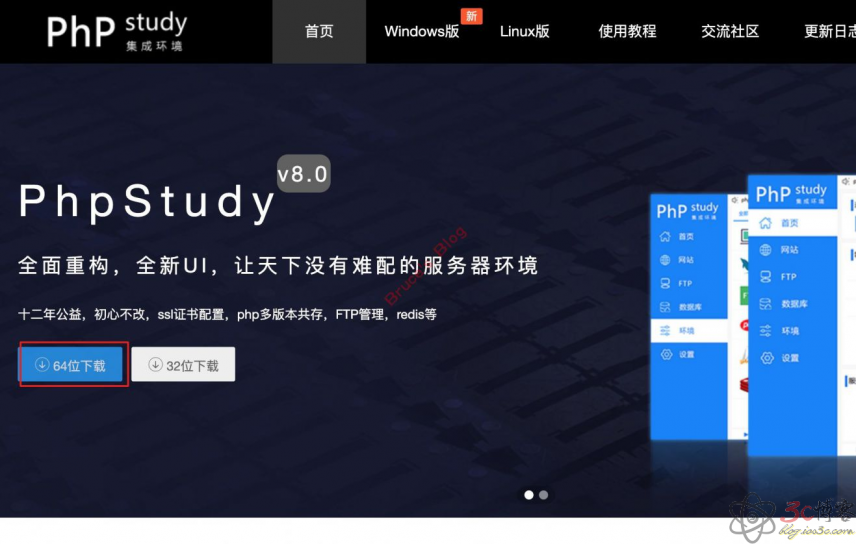 PhP study
集成环境
首页
Windows版
新
Linux版
使用教程
交流社区
更新日志
v8.0
PhpStudy
全面重构，全新UI，让天下没有难配的服务器环境
十二年公益，初心不改，ssl证书配置，php多版本共存，FTP管理，redis等
64位下载
32位下载
Bruce's Blog
PhP study
集成环境
首页
网站
FTP
数据库
环境
设置
PhP study
集成环境
首页
网站
FTP
数据库
环境
设置
3c博客
blog.ios3c.com